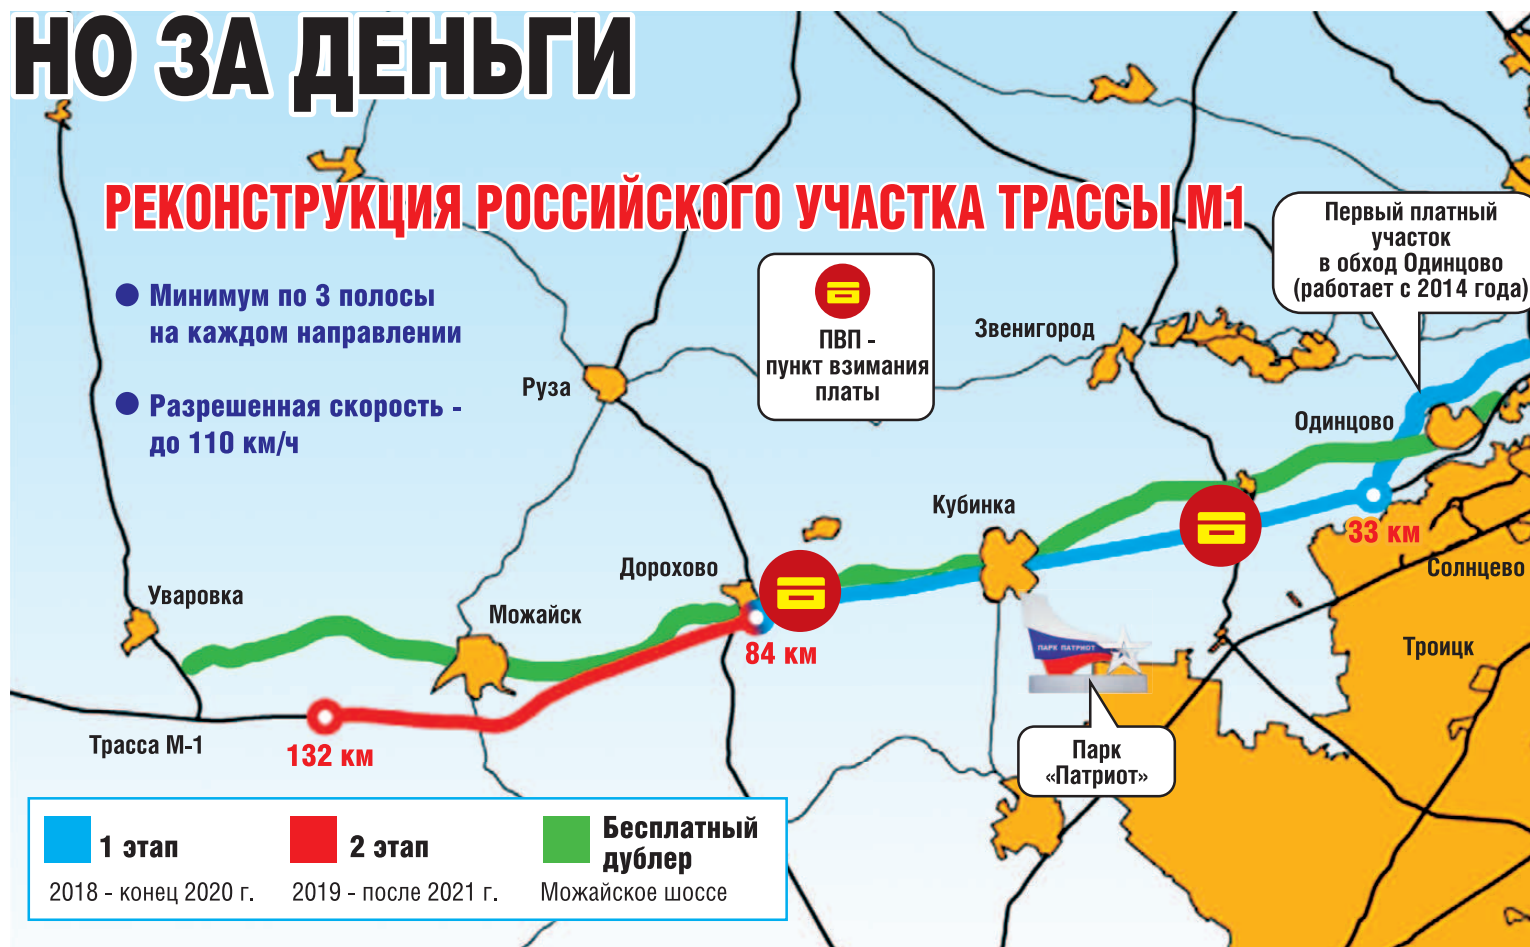 НО ЗА ДЕНЬГИ
РЕКОНСТРУКЦИЯ РОССИЙСКОГО УЧАСТКА ТРАССЫ М1
Минимум по 3 полосы
на каждом направлении
Разрешенная скорость -
до 110 км/ч
ПВП -
пункт взимания
платы
Первый платный
участок
в обход Одинцово
(работает с 2014 года)
Звенигород
Руза
Одинцово
Кубинка
33 км
Дорохово
Солнцево
Уваровка
Можайск
84 км
ПАРК ПАТРИОТ
Троицк
Трасса М-1
132 км
Парк
«Патриот»
1 этап
2018 - конец 2020 г.
2 этап
2019 - после 2021 г.
Бесплатный
дублер
Можайское шоссе